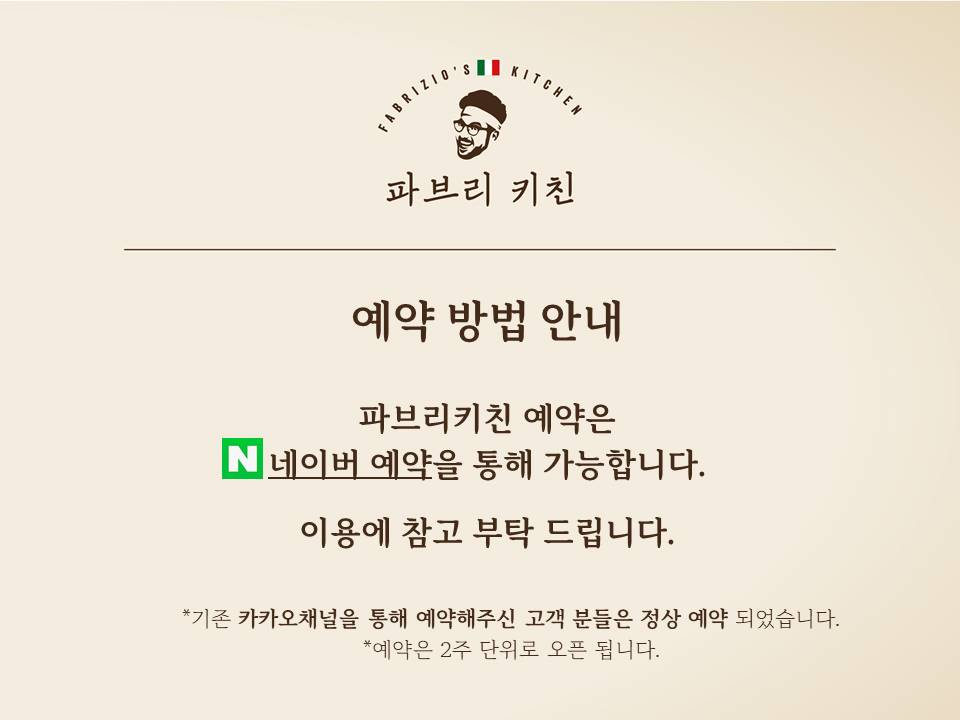 FABRIZIO'S KITCHEN
파브리 키친
예약 방법 안내
파브리키친 예약은
N 네이버 예약을 통해 가능합니다.
이용에 참고 부탁 드립니다.
*기존 카카오채널을 통해 예약해주신 고객 분들은 정상 예약 되었습니다.
*예약은 2주 단위로 오픈 됩니다.